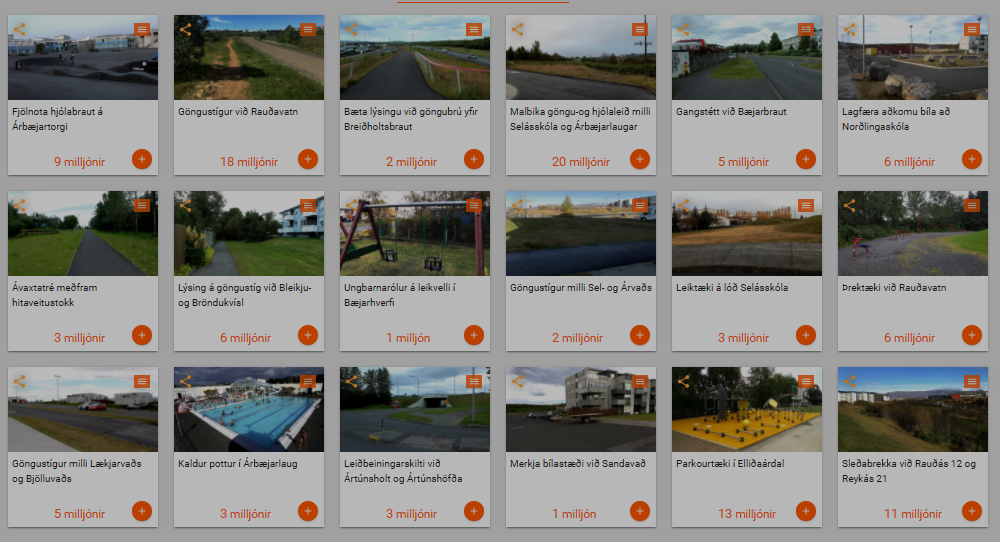 Fjölnota hjólabraut á
Árbæjartorgi
9 milljónir
Göngustígur við Rauðavatn
18 milljónir
Bæta lýsingu við göngubrú yfir
Breiðholtsbraut
2 milljónir
Malbika göngu-og hjólaleið milli
Selásskóla og Árbæjarlaugar
20 milljónir
Gangstétt við Bæjarbraut
5 milljónir
Lagfæra aðkomu bíla að
Norðlingaskóla
6 milljónir
Ávaxtatré meðfram
hitaveitustokk
3 milljónir
Lýsing á göngustíg við Bleikju-
og Bröndukvísl
6 milljónir
Ungbarnarólur á leikvelli í
Bæjarhverfi
1 milljón
Göngustígur milli Sel- og Árvaðs
2 milljónir
Leiktæki á lóð Selásskóla
3 milljónir
Þrektæki við Rauðavatn
6 milljónir
Göngustígur milli Lækjarvaðs
og Bjölluvaðs
5 milljónir
Kaldur pottur í Árbæjarlaug
3 milljónir
Leiðbeiningarskilti við
Ártúnsholt og Ártúnshöfða
3 milljónir
Merkja bílastæði við Sandavað
1 milljón
Parkourtæki í Elliðaárdal
13 milljónir
Sleðabrekka við Rauðás 12 og
Reykás 21
11 milljónir